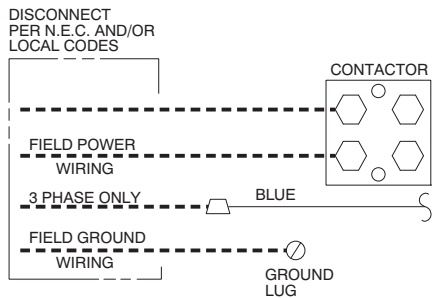 DISCONNECT
PER N.E.C. AND/OR
LOCAL CODES
CONTACTOR
FIELD POWER
WIRING
3 PHASE ONLY
BLUE
FIELD GROUND
WIRING
GROUND
LUG